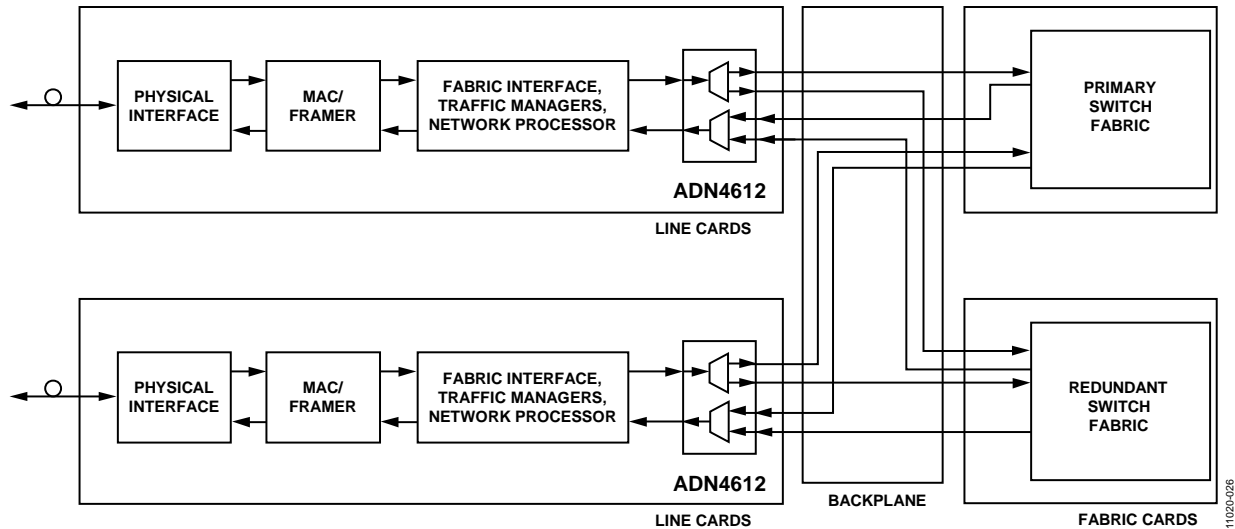 PHYSICAL
INTERFACE
MAC/
FRAMER
FABRIC INTERFACE,
TRAFFIC MANAGERS,
NETWORK PROCESSOR
ADN4612
LINE CARDS
PRIMARY
SWITCH
FABRIC
PHYSICAL
INTERFACE
MAC/
FRAMER
FABRIC INTERFACE,
TRAFFIC MANAGERS,
NETWORK PROCESSOR
ADN4612
LINE CARDS
BACKPLANE
REDUNDANT
SWITCH
FABRIC
FABRIC CARDS
11020-026